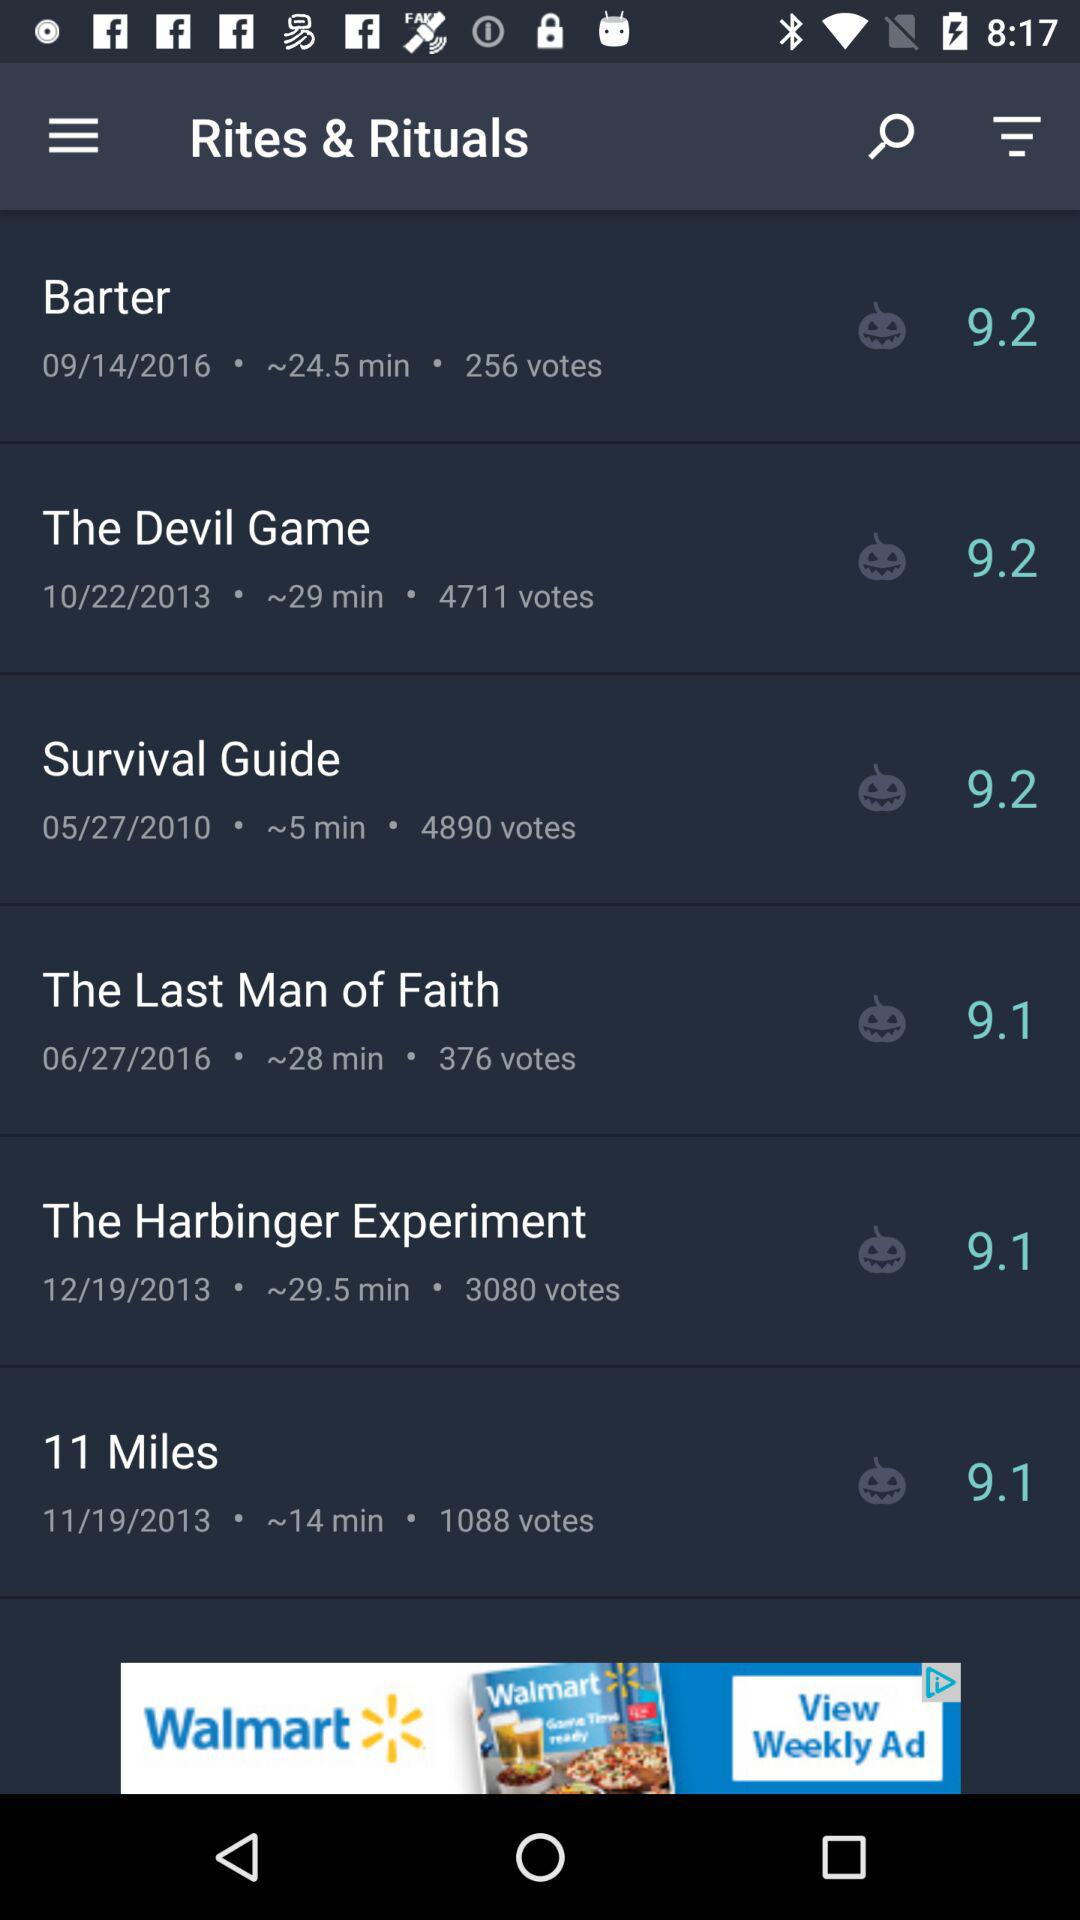 FAKE
8:17
Rites & Rituals
Barter
9.2
09/14/2016 • ~24.5 min • 256 votes
The Devil Game
9.2
10/22/2013 • ~29 min • 4711 votes
Survival Guide
9.2
05/27/2010 • ~5 min • 4890 votes
The Last Man of Faith
9.1
06/27/2016 • ~28 min • 376 votes
The Harbinger Experiment
9.1
12/19/2013 • ~29.5 min • 3080 votes
11 Miles
9.1
11/19/2013 • ~14 min • 1088 votes
Walmart
Walmart
Game Time
ready
View
Weekly Ad